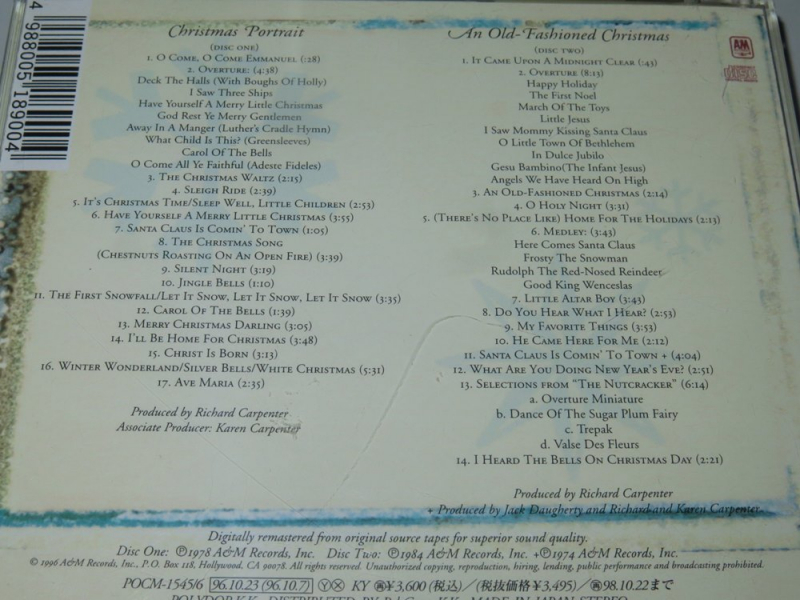 4 988005 189004
Christmas Portrait
(DISC ONE)
1. O COME, O COME EMMANUEL (:28)
2. OVERTURE: (4:38)
Deck The Halls (With Boughs Of Holly)
I Saw Three Ships
Have Yourself A Merry Little Christmas
God Rest Ye Merry Gentlemen
Away In A Manger (Luther's Cradle Hymn)
What Child Is This? (Greensleeves)
Carol Of The Bells
O Come All Ye Faithful (Adeste Fideles)
3. THE CHRISTMAS WALTZ (2:15)
4. SLEIGH RIDE (2:39)
5. IT'S CHRISTMAS TIME/SLEEP WELL, LITTLE CHILDREN (2:53)
6. HAVE YOURSELF A MERRY LITTLE CHRISTMAS (3:55)
7. SANTA CLAUS IS COMIN' TO TOWN (1:05)
8. THE CHRISTMAS SONG
(CHESTNUTS ROASTING ON AN OPEN FIRE) (3:39)
9. SILENT NIGHT (3:19)
10. JINGLE BELLS (1:10)
11. THE FIRST SNOWFALL/LET IT SNOW, LET IT SNOW, LET IT SNOW (3:35)
12. CAROL OF THE BELLS (1:39)
13. MERRY CHRISTMAS DARLING (3:05)
14. I'LL BE HOME FOR CHRISTMAS (3:48)
15. CHRIST IS BORN (3:13)
16. WINTER WONDERLAND/SILVER BELLS/WHITE CHRISTMAS (5:31)
17. AVE MARIA (2:35)
Produced by Richard Carpenter
Associate Producer: Karen Carpenter
An Old-Fashioned Christmas
(DISC TWO)
1. IT CAME UPON A MIDNIGHT CLEAR (:43)
2. OVERTURE (8:13)
Happy Holiday
The First Noel
March Of The Toys
Little Jesus
I Saw Mommy Kissing Santa Claus
O Little Town Of Bethlehem
In Dulce Jubilo
Gesu Bambino(The Infant Jesus)
Angels We Have Heard On High
3. AN OLD-FASHIONED CHRISTMAS (2:14)
4. O HOLY NIGHT (3:31)
5. (THERE'S NO PLACE LIKE) HOME FOR THE HOLIDAYS (2:13)
6. MEDLEY: (3:43)
Here Comes Santa Claus
Frosty The Snowman
Rudolph The Red-Nosed Reindeer
Good King Wenceslas
7. LITTLE ALTAR BOY (3:43)
8. DO YOU HEAR WHAT I HEAR? (2:53)
9. MY FAVORITE THINGS (3:53)
10. HE CAME HERE FOR ME (2:12)
11. SANTA CLAUS IS COMIN' TO TOWN + (4:04)
12. WHAT ARE YOU DOING NEW YEAR'S EVE? (2:51)
13. SELECTIONS FROM "THE NUTCRACKER" (6:14)
a. Overture Miniature
b. Dance Of The Sugar Plum Fairy
c. Trepak
d. Valse Des Fleurs
14. I HEARD THE BELLS ON CHRISTMAS DAY (2:21)
Produced by Richard Carpenter
+ Produced by Jack Daugherty and Richard and Karen Carpenter
A&M
Digitally remastered from original source tapes for superior sound quality.
Disc One: ℗1978 A&M Records, Inc. Disc Two: ℗1984 A&M Records, Inc. +℗1974 A&M Records, Inc.
© 1996 A&M Records, Inc., P.O. Box 118, Hollywood, CA 90078. All rights reserved. Unauthorized copying, reproduction, hiring, lending, public performance and broadcasting prohibited.
POCM-1545/6 96.10.23 (96.10.7) Ⓨ Ⓧ KY ¥3,600 (税込)/(税抜価格¥3,495)/ 98.10.22まで